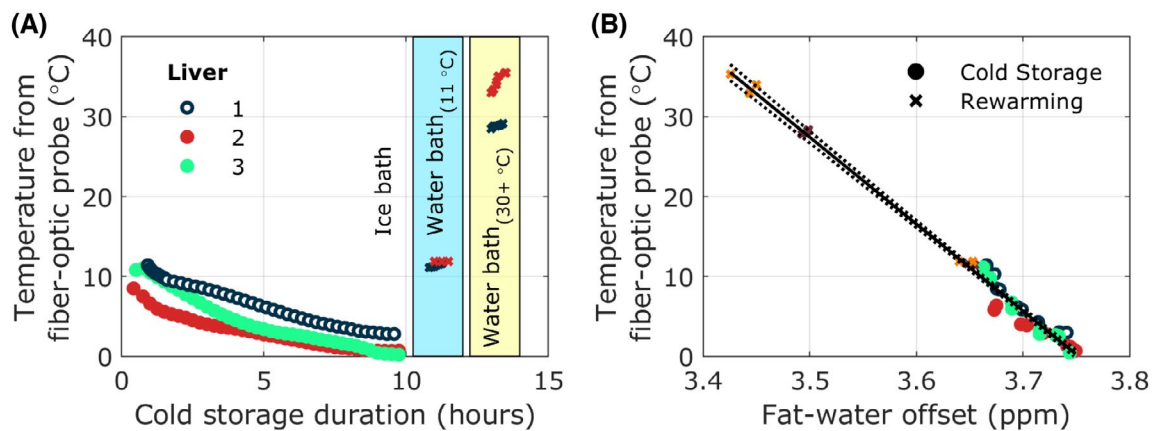 (A)
Temperature from
fiber-optic probe (°C)
40
30
20
10
0
0
5
10
15
Cold storage duration (hours)
Liver
1
2
3
Ice bath
Water bath(11 °C)
Water bath(30+ °C)
(B)
Temperature from
fiber-optic probe (°C)
40
30
20
10
0
3.4
3.5
3.6
3.7
3.8
Fat-water offset (ppm)
Cold Storage
Rewarming